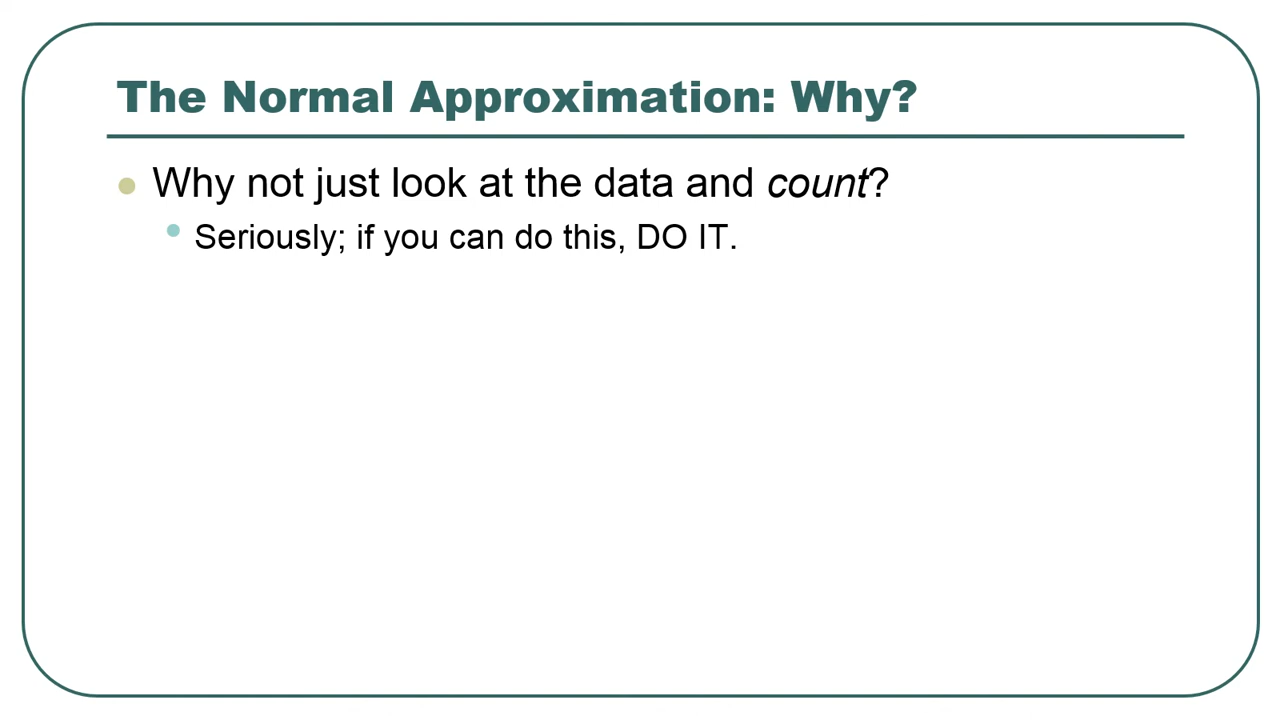 The Normal Approximation: Why?
Why not just look at the data and count?
Seriously; if you can do this, DO IT.